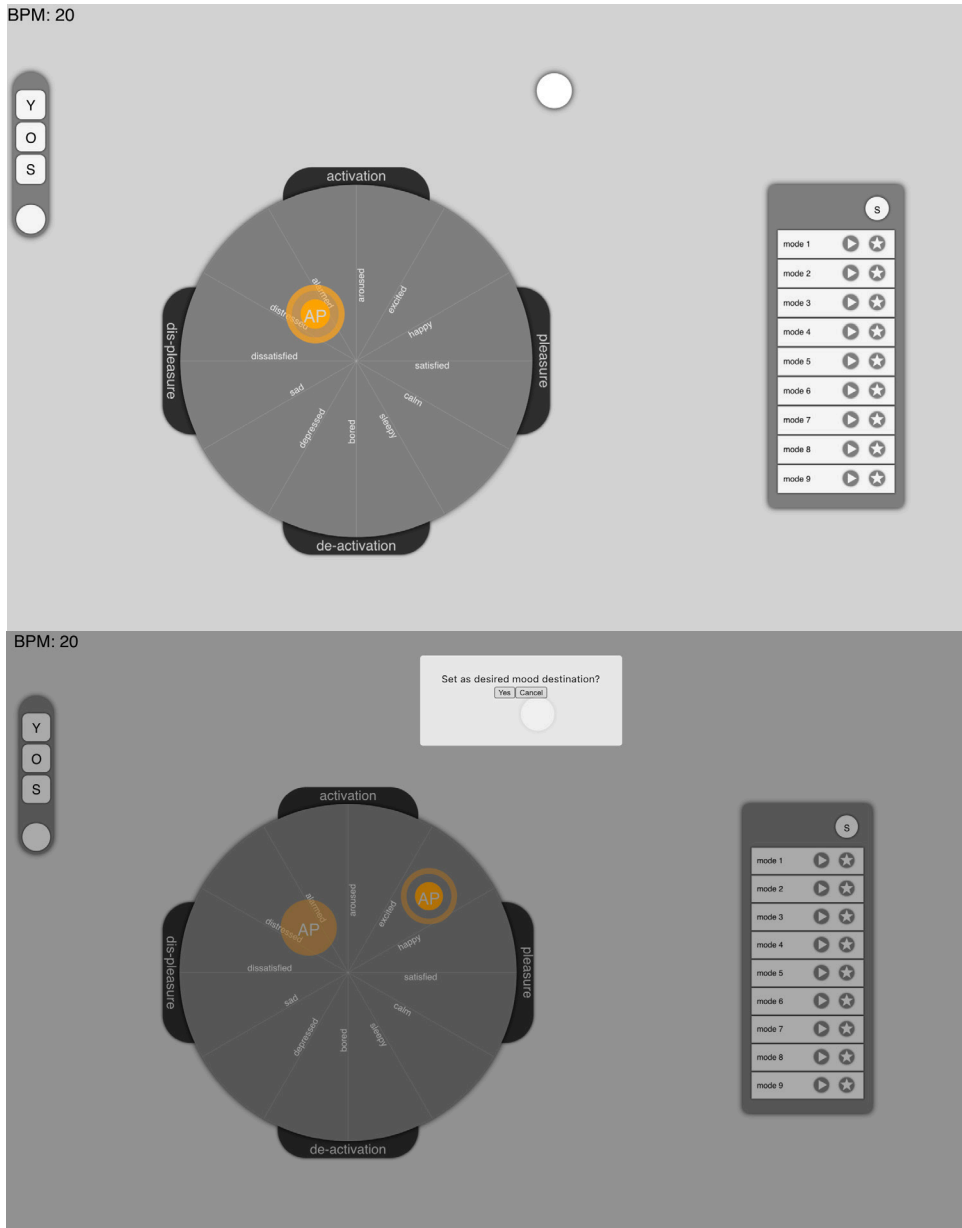 BPM: 20
Y
O
S
activation
aroused
alarmed
excited
distressed
AP
happy
dissatisfied
satisfied
sad
calm
depressed
bored
sleepy
dis-pleasure
pleasure
de-activation
s
mode 1
mode 2
mode 3
mode 4
mode 5
mode 6
mode 7
mode 8
mode 9
BPM: 20
Set as desired mood destination?
Yes Cancel
Y
O
S
activation
aroused
alarmed
AP
excited
distressed
AP
happy
dissatisfied
satisfied
sad
calm
depressed
bored
sleepy
dis-pleasure
pleasure
de-activation
s
mode 1
mode 2
mode 3
mode 4
mode 5
mode 6
mode 7
mode 8
mode 9